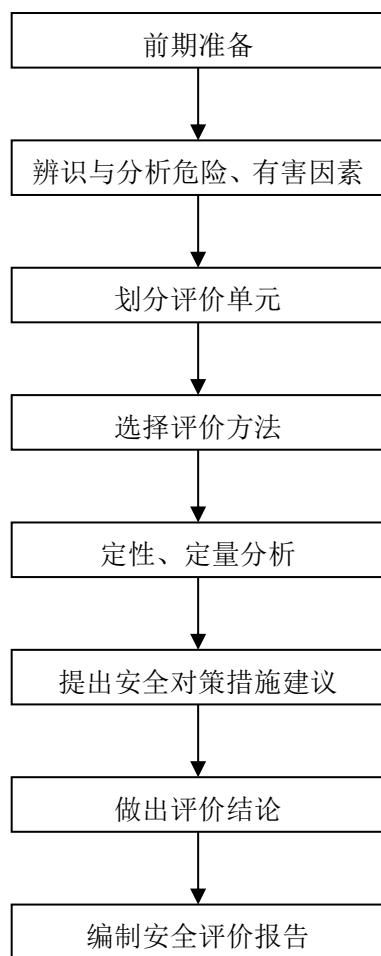 前期准备
辨识与分析危险、有害因素
划分评价单元
选择评价方法
定性、定量分析
提出安全对策措施建议
做出评价结论
编制安全评价报告